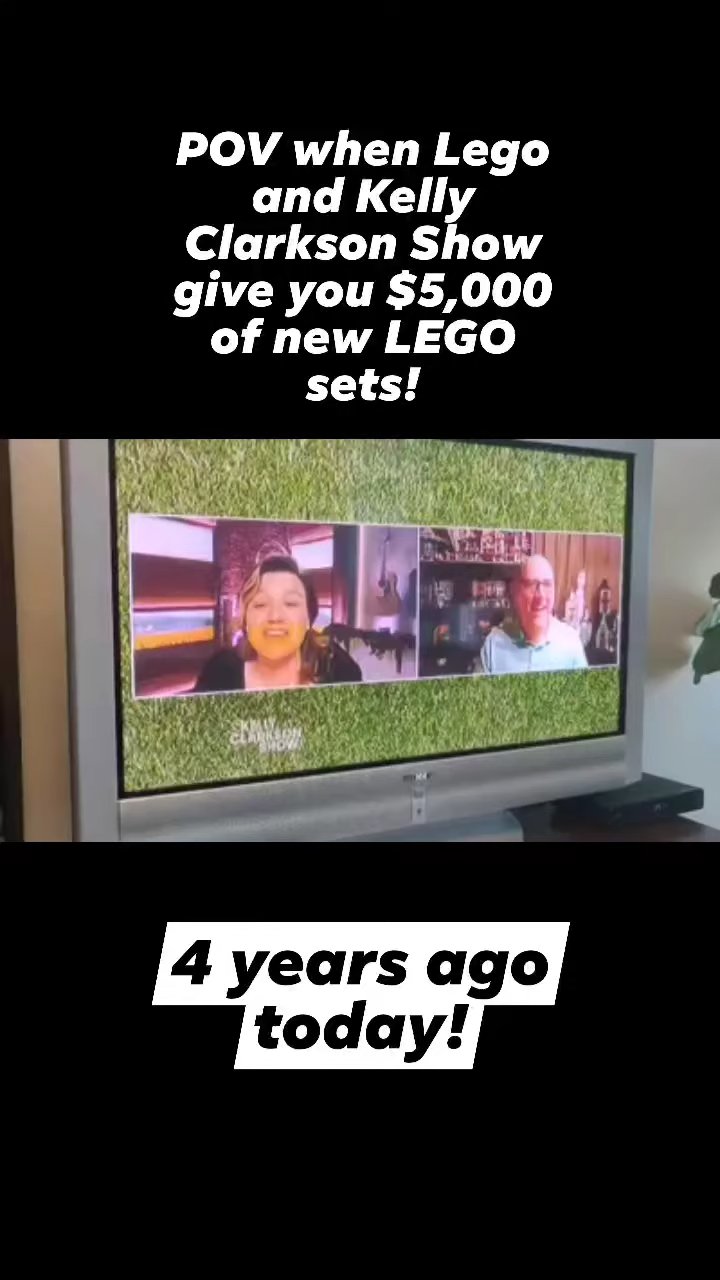 POV when Lego
and Kelly
Clarkson Show
give you $5,000
of new LEGO
sets!
KELLY
CLARKSON
SHOW
4 years ago
today!